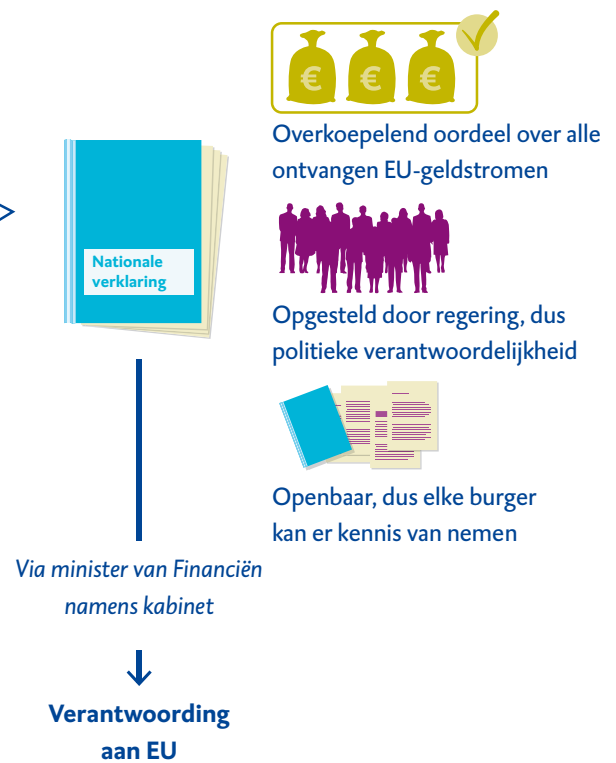 € € €
Overkoepelend oordeel over alle
ontvangen EU-geldstromen
Nationale
verklaring
Opgesteld door regering, dus
politieke verantwoordelijkheid
Openbaar, dus elke burger
kan er kennis van nemen
Via minister van Financiën
namens kabinet
Verantwoording
aan EU